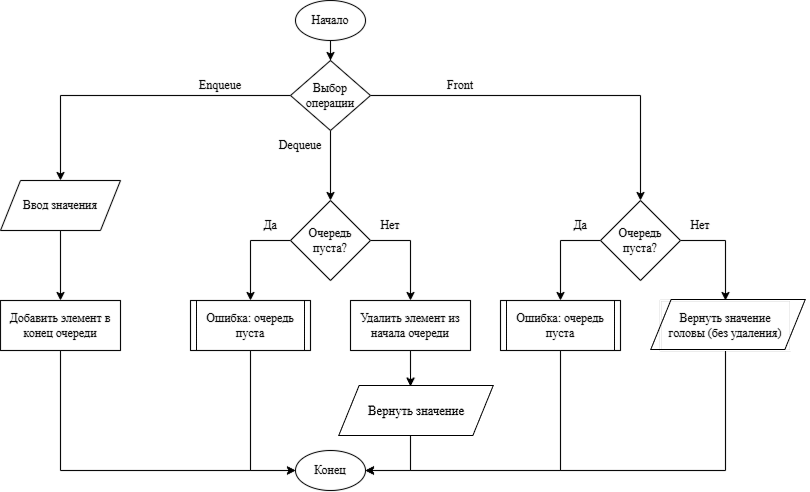 Начало
Выбор
операции
Enqueue
Front
Dequeue
Ввод значения
Да
Очередь
пуста?
Нет
Да
Очередь
пуста?
Нет
Добавить элемент в
конец очереди
Ошибка: очередь
пуста
Удалить элемент из
начала очереди
Ошибка: очередь
пуста
Вернуть значение
головы (без удаления)
Вернуть значение
Конец